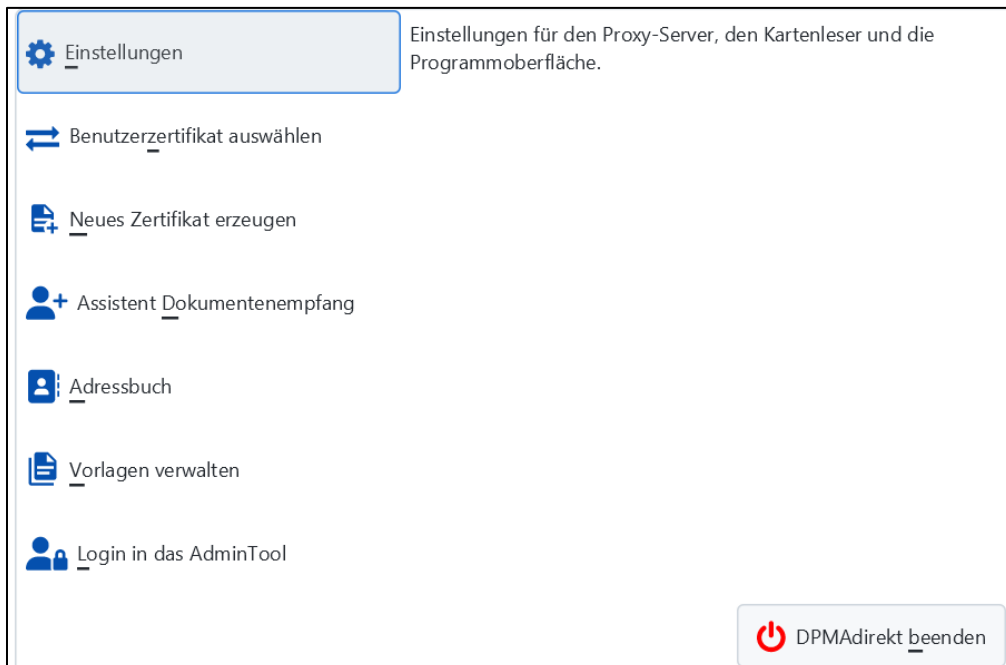 Einstellungen
Einstellungen für den Proxy-Server, den Kartenleser und die
Programmoberfläche.
Benutzerzertifikat auswählen
Neues Zertifikat erzeugen
Assistent Dokumentenempfang
Adressbuch
Vorlagen verwalten
Login in das AdminTool
DPMAdirekt beenden